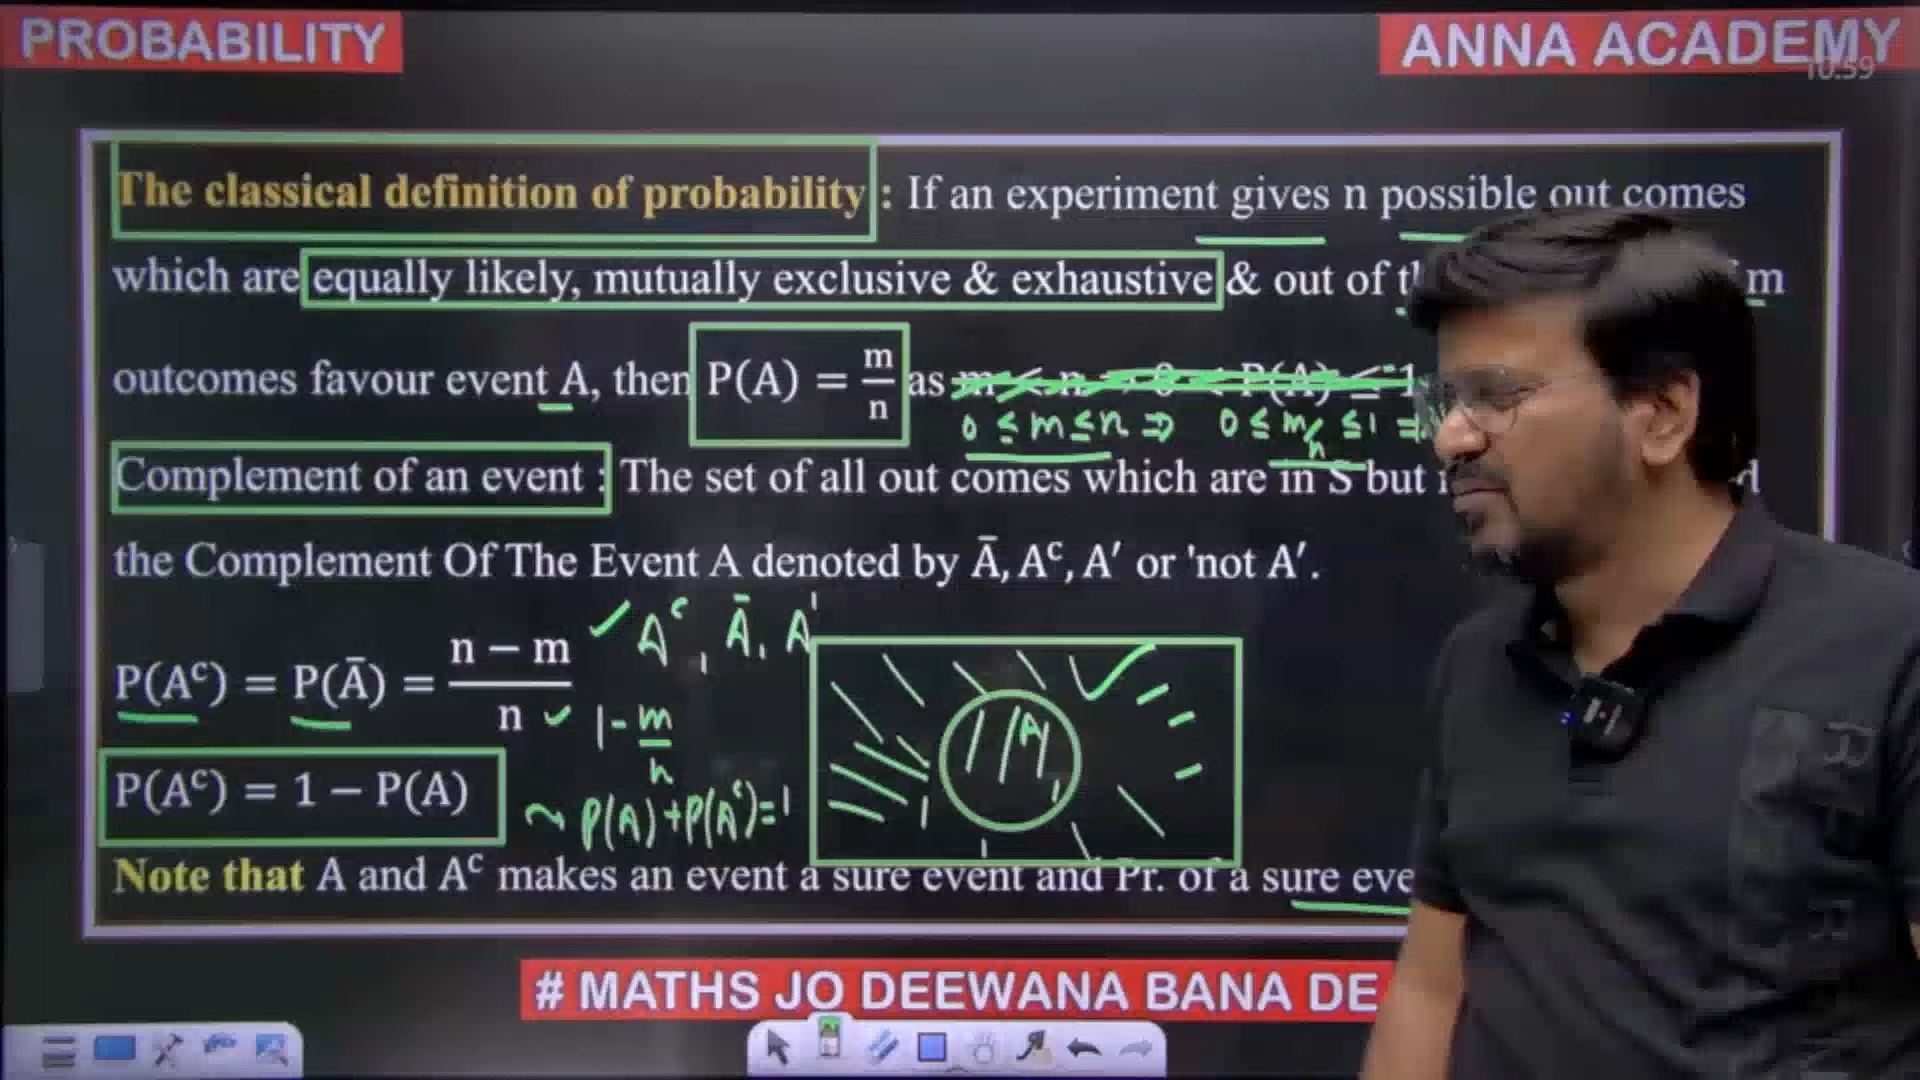 PROBABILITY
ANNA ACADEMY
10:59
The classical definition of probability : If an experiment gives n possible out comes
which are equally likely, mutually exclusive & exhaustive & out of m
outcomes favour event A, then P(A) = m/n as m < n ⇒ 0 ≤ P(A) ≤ 1
0 ≤ m ≤ n ⇒ 0 ≤ m/n ≤ 1 ⇒
Complement of an event : The set of all out comes which are in S but
the Complement Of The Event A denoted by Ā, Aᶜ, A′ or 'not A′.
Aᶜ, Ā, A'
P(Aᶜ) = P(Ā) = (n − m)/n
1 - m/n
A
P(Aᶜ) = 1 − P(A)
P(A) + P(Aᶜ) = 1
Note that A and Aᶜ makes an event a sure event and Pr. of a sure
# MATHS JO DEEWANA BANA DE